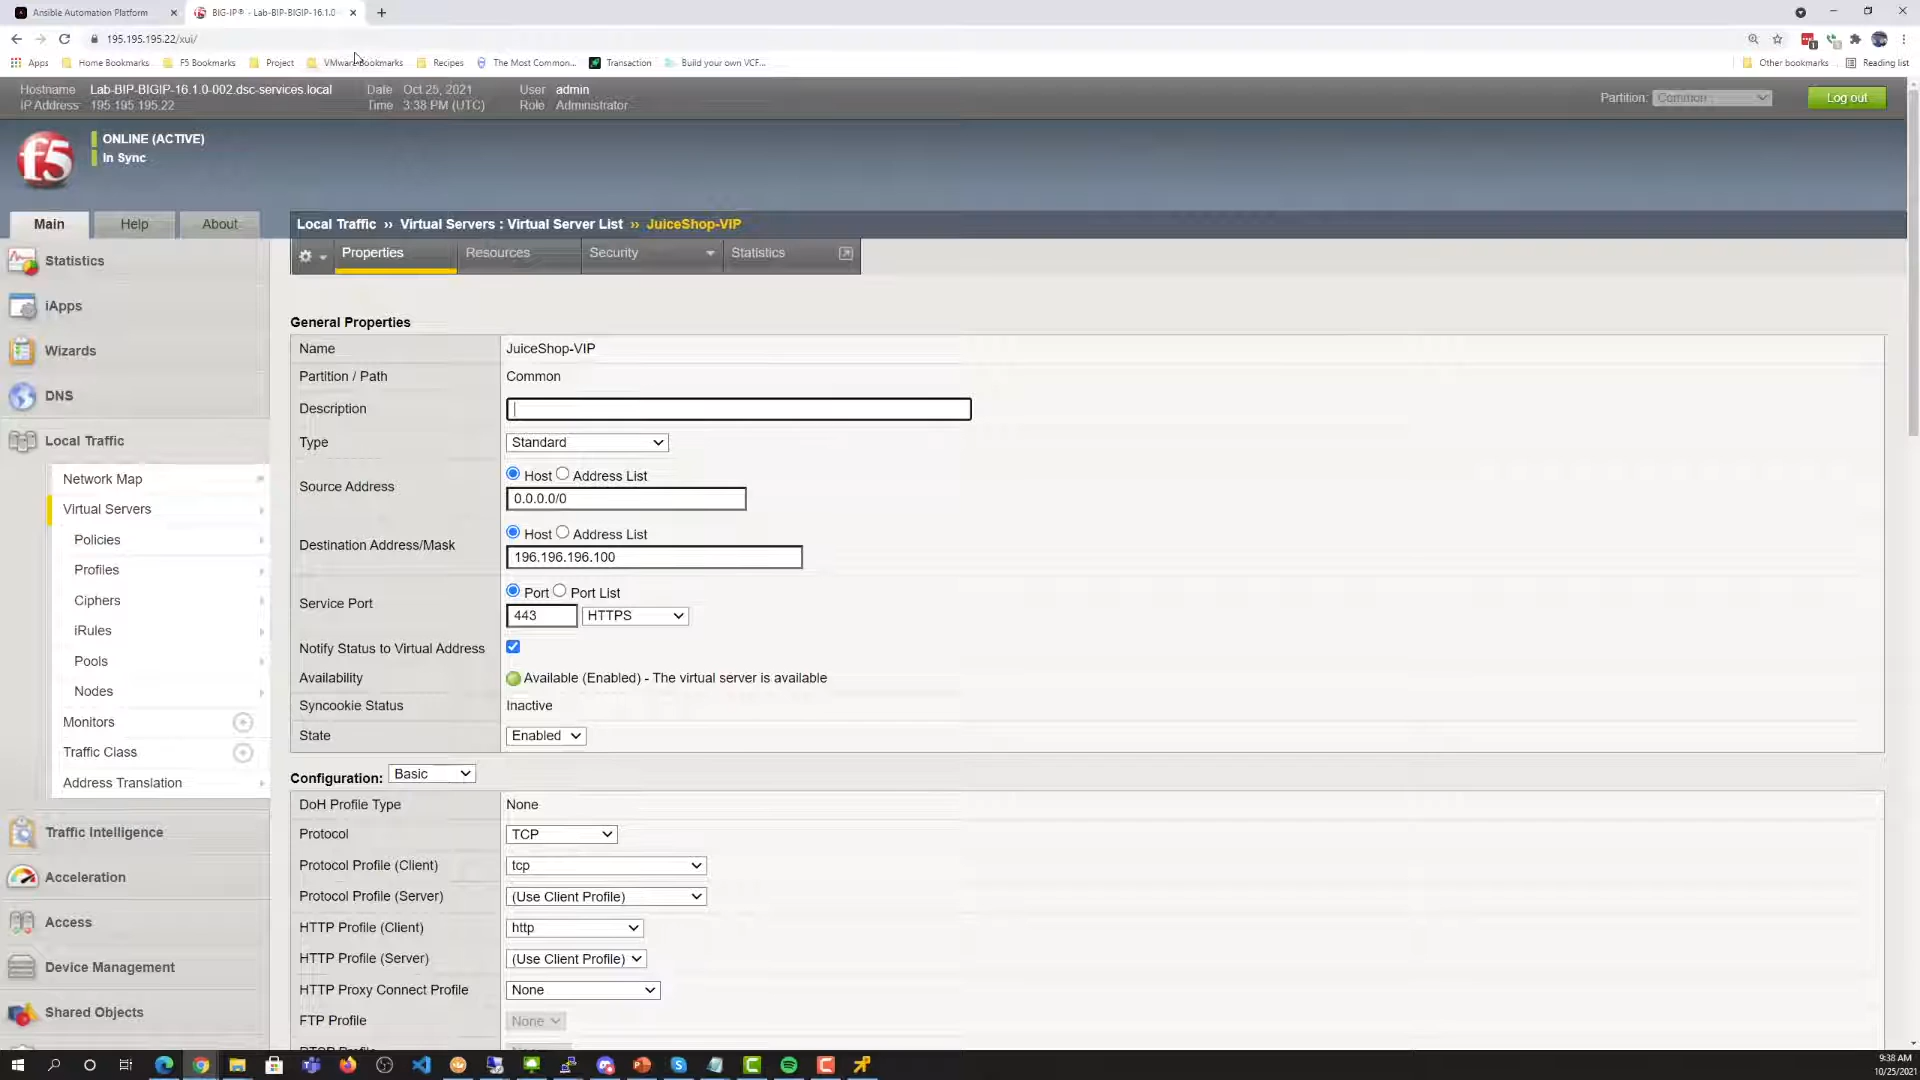 Ansible Automation Platform
BIG-IP® - Lab-BIP-BIGIP-16.1.0
195.195.195.22/xui/
Apps Home Bookmarks F5 Bookmarks Project VMware Bookmarks Recipes The Most Common... Transaction Build your own VCF... Other bookmarks Reading list
Hostname Lab-BIP-BIGIP-16.1.0-002.dsc-services.local Date Oct 25, 2021 User admin
IP Address 195.195.195.22 Time 3:38 PM (UTC) Role Administrator
Partition: Common Log out
f5
ONLINE (ACTIVE)
In Sync
Main Help About
Local Traffic ›› Virtual Servers : Virtual Server List ›› JuiceShop-VIP
Properties Resources Security Statistics
Statistics
iApps
Wizards
DNS
Local Traffic
Network Map
Virtual Servers
Policies
Profiles
Ciphers
iRules
Pools
Nodes
Monitors
Traffic Class
Address Translation
Traffic Intelligence
Acceleration
Access
Device Management
Shared Objects
General Properties
Name JuiceShop-VIP
Partition / Path Common
Description
Type Standard
Source Address Host Address List
0.0.0.0/0
Destination Address/Mask Host Address List
196.196.196.100
Service Port Port Port List
443 HTTPS
Notify Status to Virtual Address
Availability Available (Enabled) - The virtual server is available
Syncookie Status Inactive
State Enabled
Configuration: Basic
DoH Profile Type None
Protocol TCP
Protocol Profile (Client) tcp
Protocol Profile (Server) (Use Client Profile)
HTTP Profile (Client) http
HTTP Profile (Server) (Use Client Profile)
HTTP Proxy Connect Profile None
FTP Profile None
9:38 AM
10/25/2021